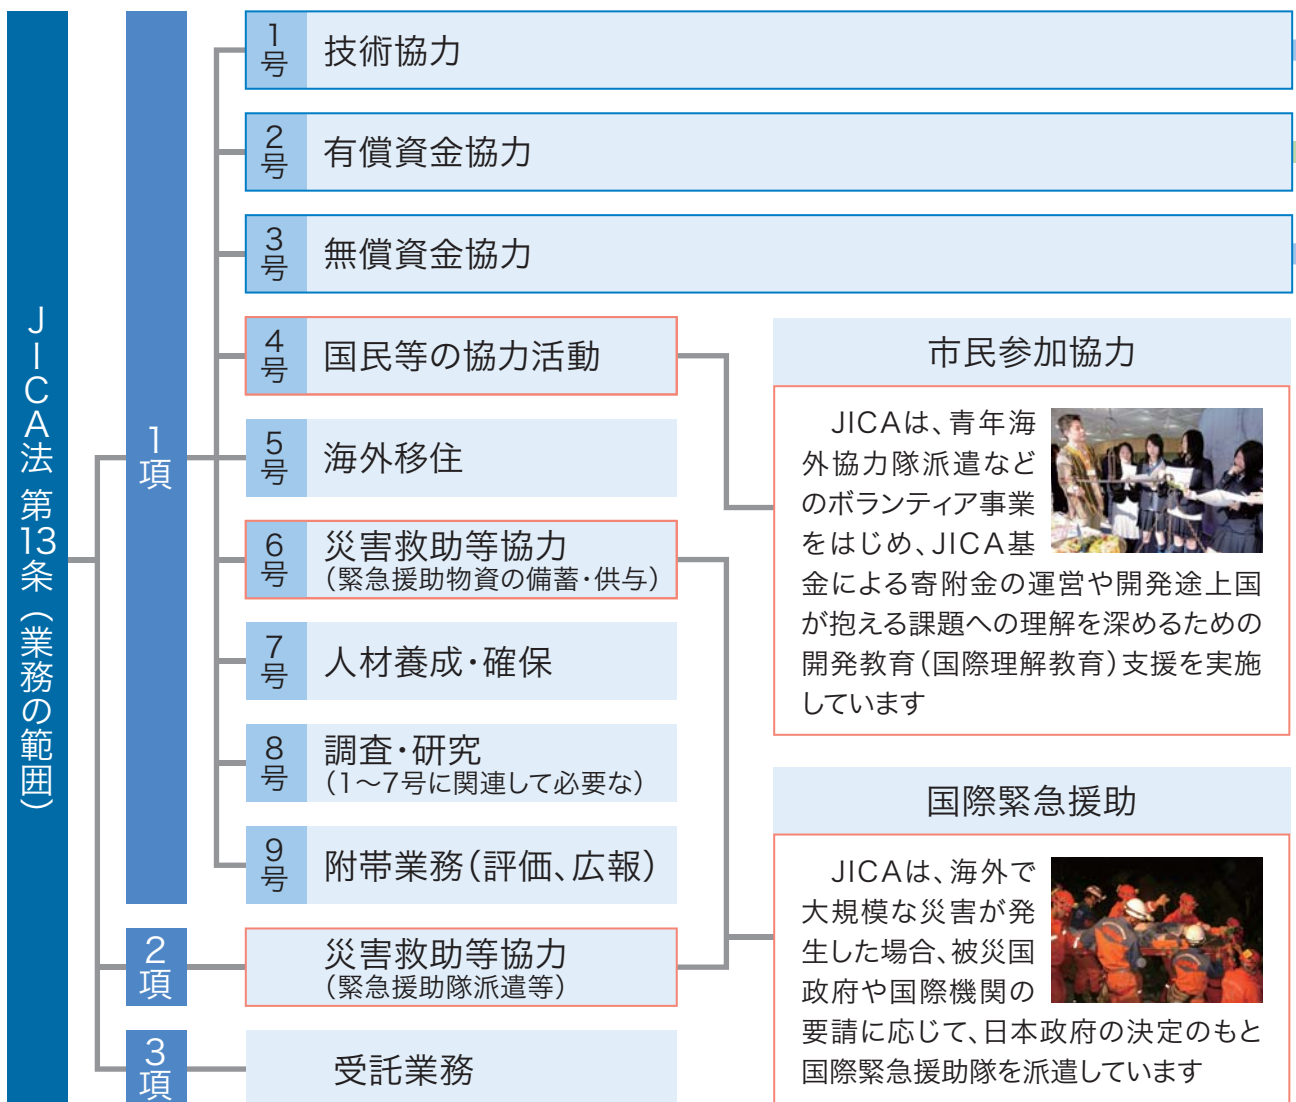 JICA法 第13条（業務の範囲）
1項
1号 技術協力
2号 有償資金協力
3号 無償資金協力
4号 国民等の協力活動
5号 海外移住
6号 災害救助等協力
（緊急援助物資の備蓄・供与）
7号 人材養成・確保
8号 調査・研究
（1～7号に関連して必要な）
9号 附帯業務（評価、広報）
2項
災害救助等協力
（緊急援助隊派遣等）
3項
受託業務
市民参加協力
JICAは、青年海
外協力隊派遣など
のボランティア事業
をはじめ、JICA基
金による寄附金の運営や開発途上国
が抱える課題への理解を深めるための
開発教育（国際理解教育）支援を実施
しています
国際緊急援助
JICAは、海外で
大規模な災害が発
生した場合、被災国
政府や国際機関の
要請に応じて、日本政府の決定のもと
国際緊急援助隊を派遣しています